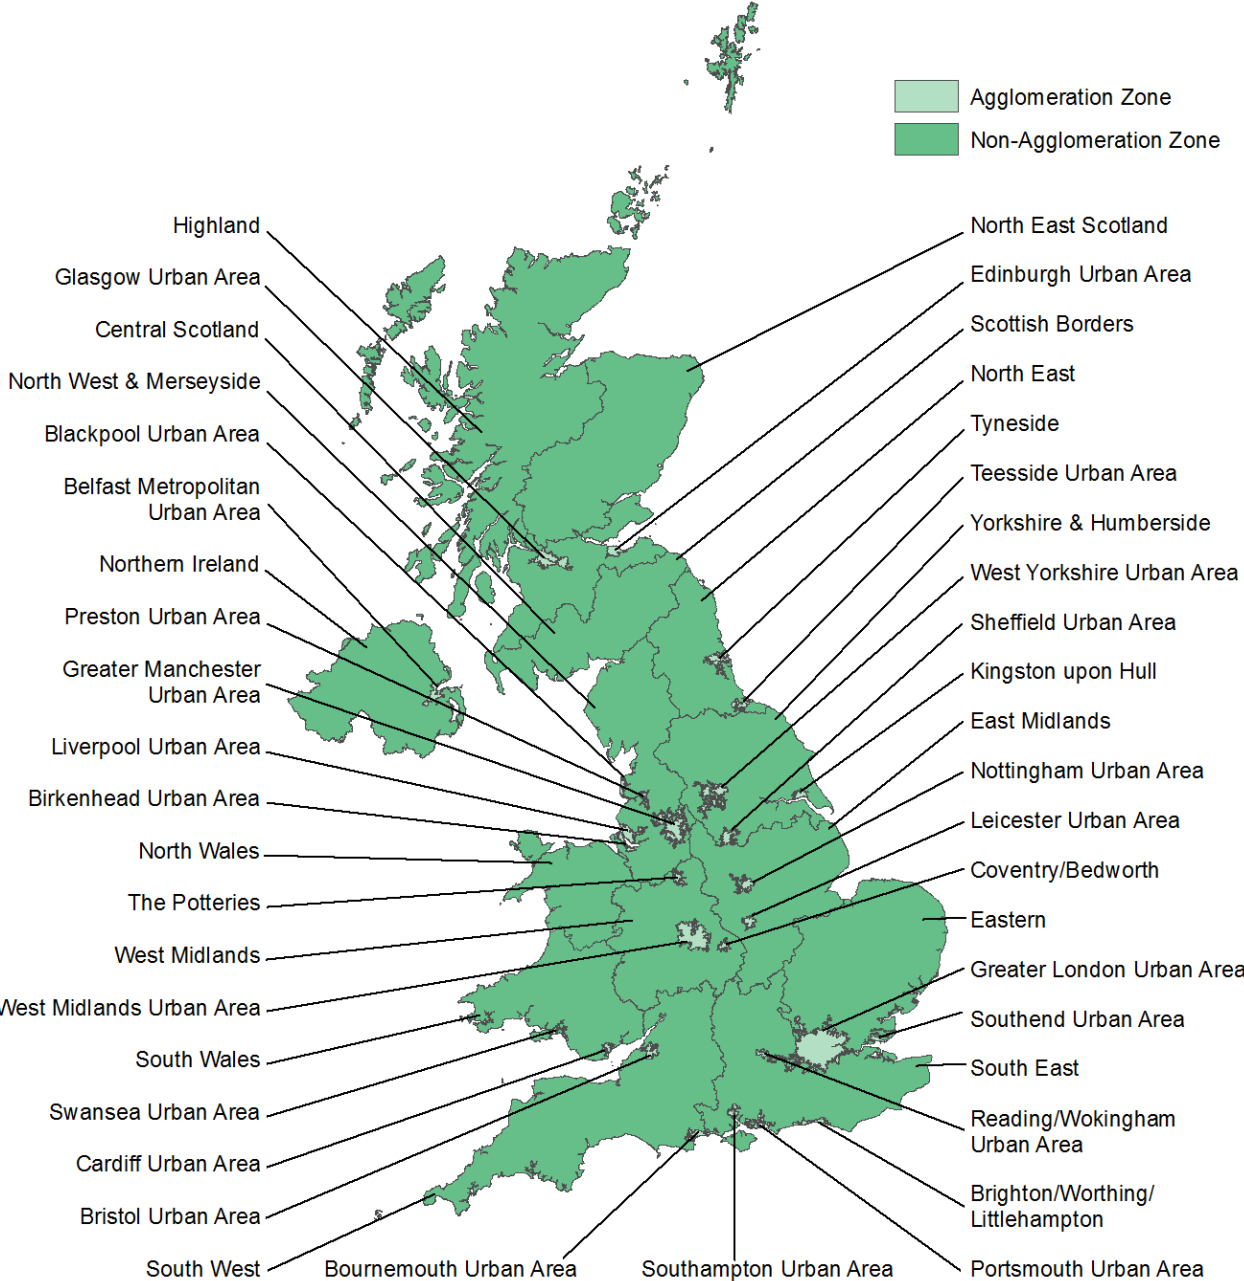 Agglomeration Zone
Non-Agglomeration Zone
Highland
Glasgow Urban Area
Central Scotland
North West & Merseyside
Blackpool Urban Area
Belfast Metropolitan
Urban Area
Northern Ireland
Preston Urban Area
Greater Manchester
Urban Area
Liverpool Urban Area
Birkenhead Urban Area
North Wales
The Potteries
West Midlands
West Midlands Urban Area
South Wales
Swansea Urban Area
Cardiff Urban Area
Bristol Urban Area
South West
Bournemouth Urban Area
Southampton Urban Area
North East Scotland
Edinburgh Urban Area
Scottish Borders
North East
Tyneside
Teesside Urban Area
Yorkshire & Humberside
West Yorkshire Urban Area
Sheffield Urban Area
Kingston upon Hull
East Midlands
Nottingham Urban Area
Leicester Urban Area
Coventry/Bedworth
Eastern
Greater London Urban Area
Southend Urban Area
South East
Reading/Wokingham
Urban Area
Brighton/Worthing/
Littlehampton
Portsmouth Urban Area